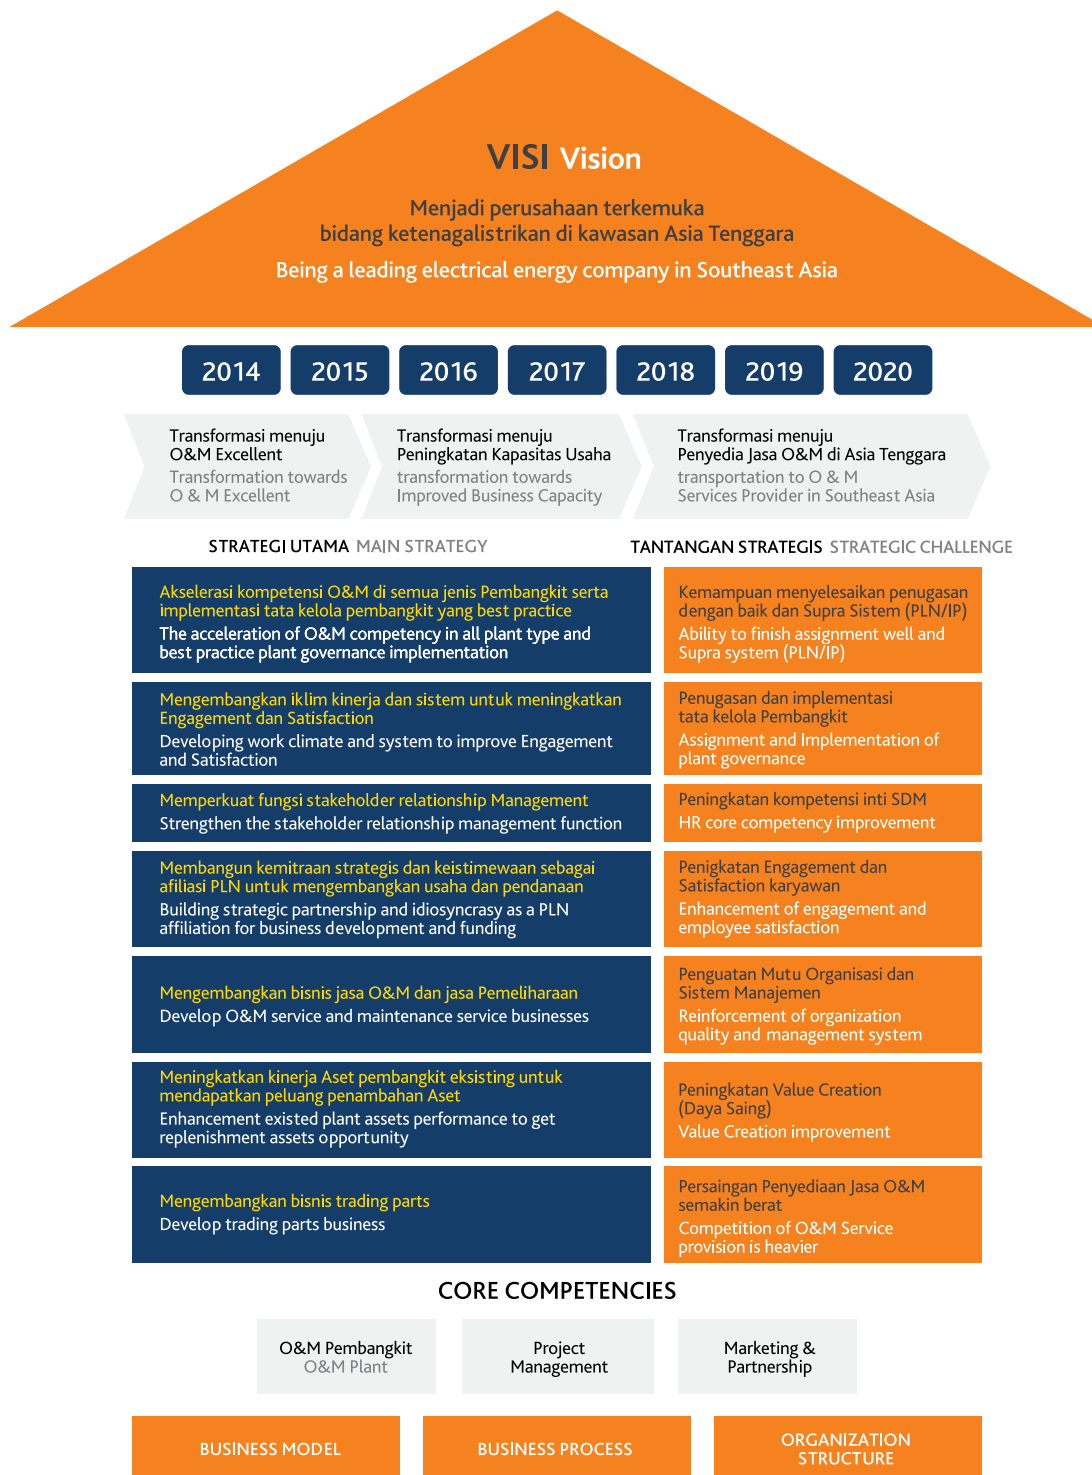 VISI Vision
Menjadi perusahaan terkemuka
bidang ketenagalistrikan di kawasan Asia Tenggara
Being a leading electrical energy company in Southeast Asia
2014 2015 2016 2017 2018 2019 2020
Transformasi menuju
O&M Excellent
Transformation towards
O & M Excellent
Transformasi menuju
Peningkatan Kapasitas Usaha
transformation towards
Improved Business Capacity
Transformasi menuju
Penyedia Jasa O&M di Asia Tenggara
transportation to O & M
Services Provider in Southeast Asia
STRATEGI UTAMA MAIN STRATEGY
TANTANGAN STRATEGIS STRATEGIC CHALLENGE
Akselerasi kompetensi O&M di semua jenis Pembangkit serta
implementasi tata kelola pembangkit yang best practice
The acceleration of O&M competency in all plant type and
best practice plant governance implementation
Kemampuan menyelesaikan penugasan
dengan baik dan Supra Sistem (PLN/IP)
Ability to finish assignment well and
Supra system (PLN/IP)
Mengembangkan iklim kinerja dan sistem untuk meningkatkan
Engagement dan Satisfaction
Developing work climate and system to improve Engagement
and Satisfaction
Penugasan dan implementasi
tata kelola Pembangkit
Assignment and Implementation of
plant governance
Memperkuat fungsi stakeholder relationship Management
Strengthen the stakeholder relationship management function
Peningkatan kompetensi inti SDM
HR core competency improvement
Membangun kemitraan strategis dan keistimewaan sebagai
afiliasi PLN untuk mengembangkan usaha dan pendanaan
Building strategic partnership and idiosyncrasy as a PLN
affiliation for business development and funding
Penigkatan Engagement dan
Satisfaction karyawan
Enhancement of engagement and
employee satisfaction
Mengembangkan bisnis jasa O&M dan jasa Pemeliharaan
Develop O&M service and maintenance service businesses
Penguatan Mutu Organisasi dan
Sistem Manajemen
Reinforcement of organization
quality and management system
Meningkatkan kinerja Aset pembangkit eksisting untuk
mendapatkan peluang penambahan Aset
Enhancement existed plant assets performance to get
replenishment assets opportunity
Peningkatan Value Creation
(Daya Saing)
Value Creation improvement
Mengembangkan bisnis trading parts
Develop trading parts business
Persaingan Penyediaan Jasa O&M
semakin berat
Competition of O&M Service
provision is heavier
CORE COMPETENCIES
O&M Pembangkit
O&M Plant
Project
Management
Marketing &
Partnership
BUSINESS MODEL
BUSINESS PROCESS
ORGANIZATION
STRUCTURE